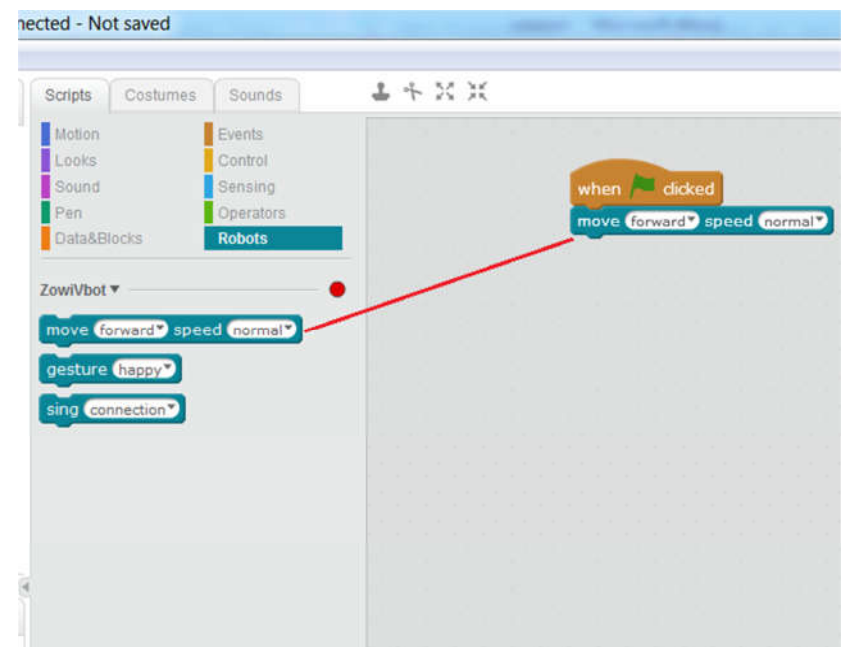 nected - Not saved
Scripts Costumes Sounds
Motion Events
Looks Control
Sound Sensing
Pen Operators
Data&Blocks Robots
ZowiVbot
move forward speed normal
gesture happy
sing connection
when clicked
move forward speed normal